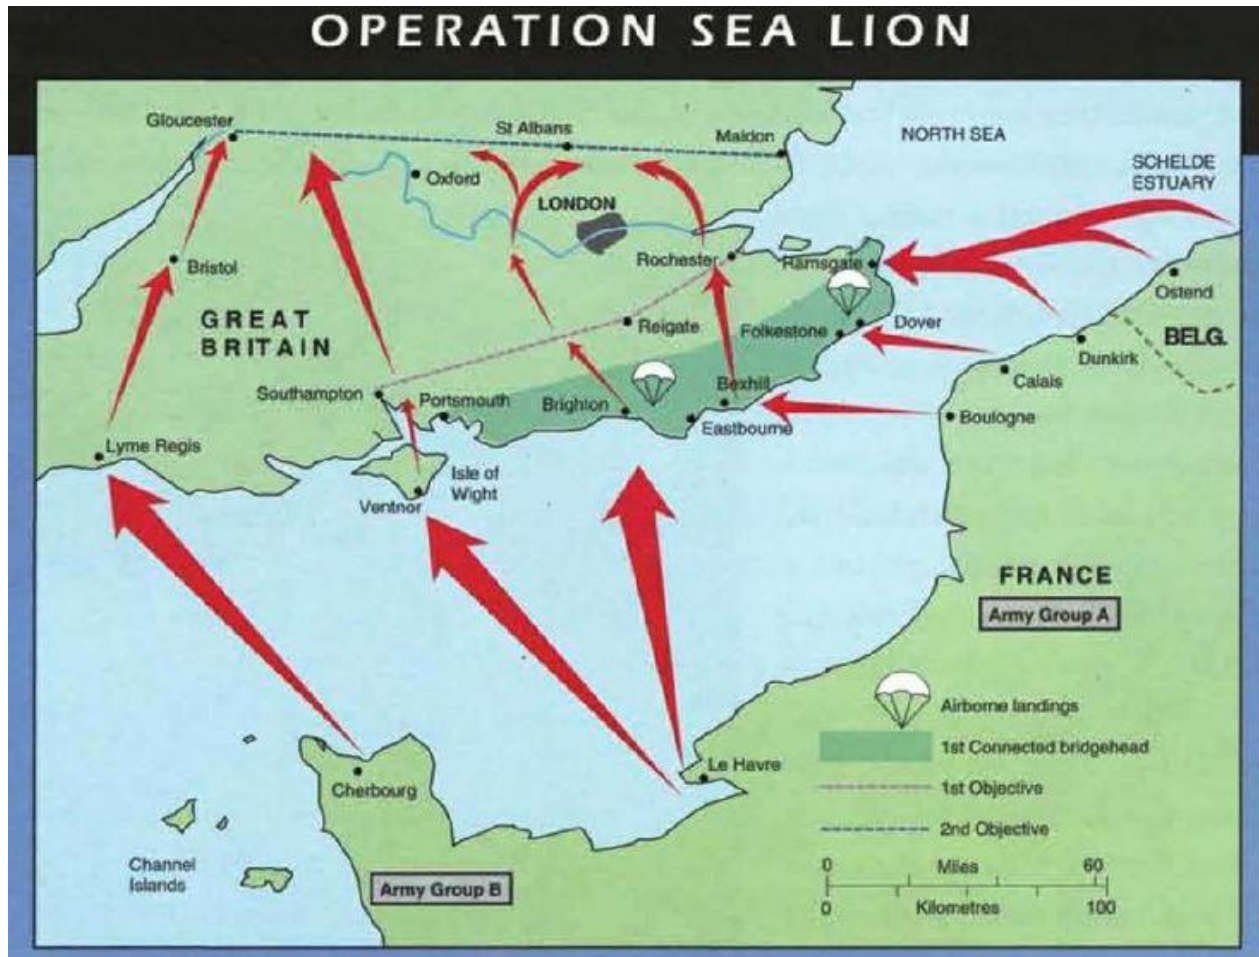 OPERATION SEA LION
Gloucester
St Albans
Maldon
NORTH SEA
SCHELDE
ESTUARY
Oxford
LONDON
Bristol
Rochester
Ramsgate
Ostend
GREAT
BRITAIN
Reigate
Folkestone
Dover
BELG.
Dunkirk
Calais
Southampton
Portsmouth
Brighton
Bexhill
Eastbourne
Boulogne
Lyme Regis
Isle of
Wight
Ventnor
FRANCE
Army Group A
Airborne landings
1st Connected bridgehead
Le Havre
1st Objective
Cherbourg
2nd Objective
Channel
Islands
Army Group B
0 Miles 60
0 Kilometres 100